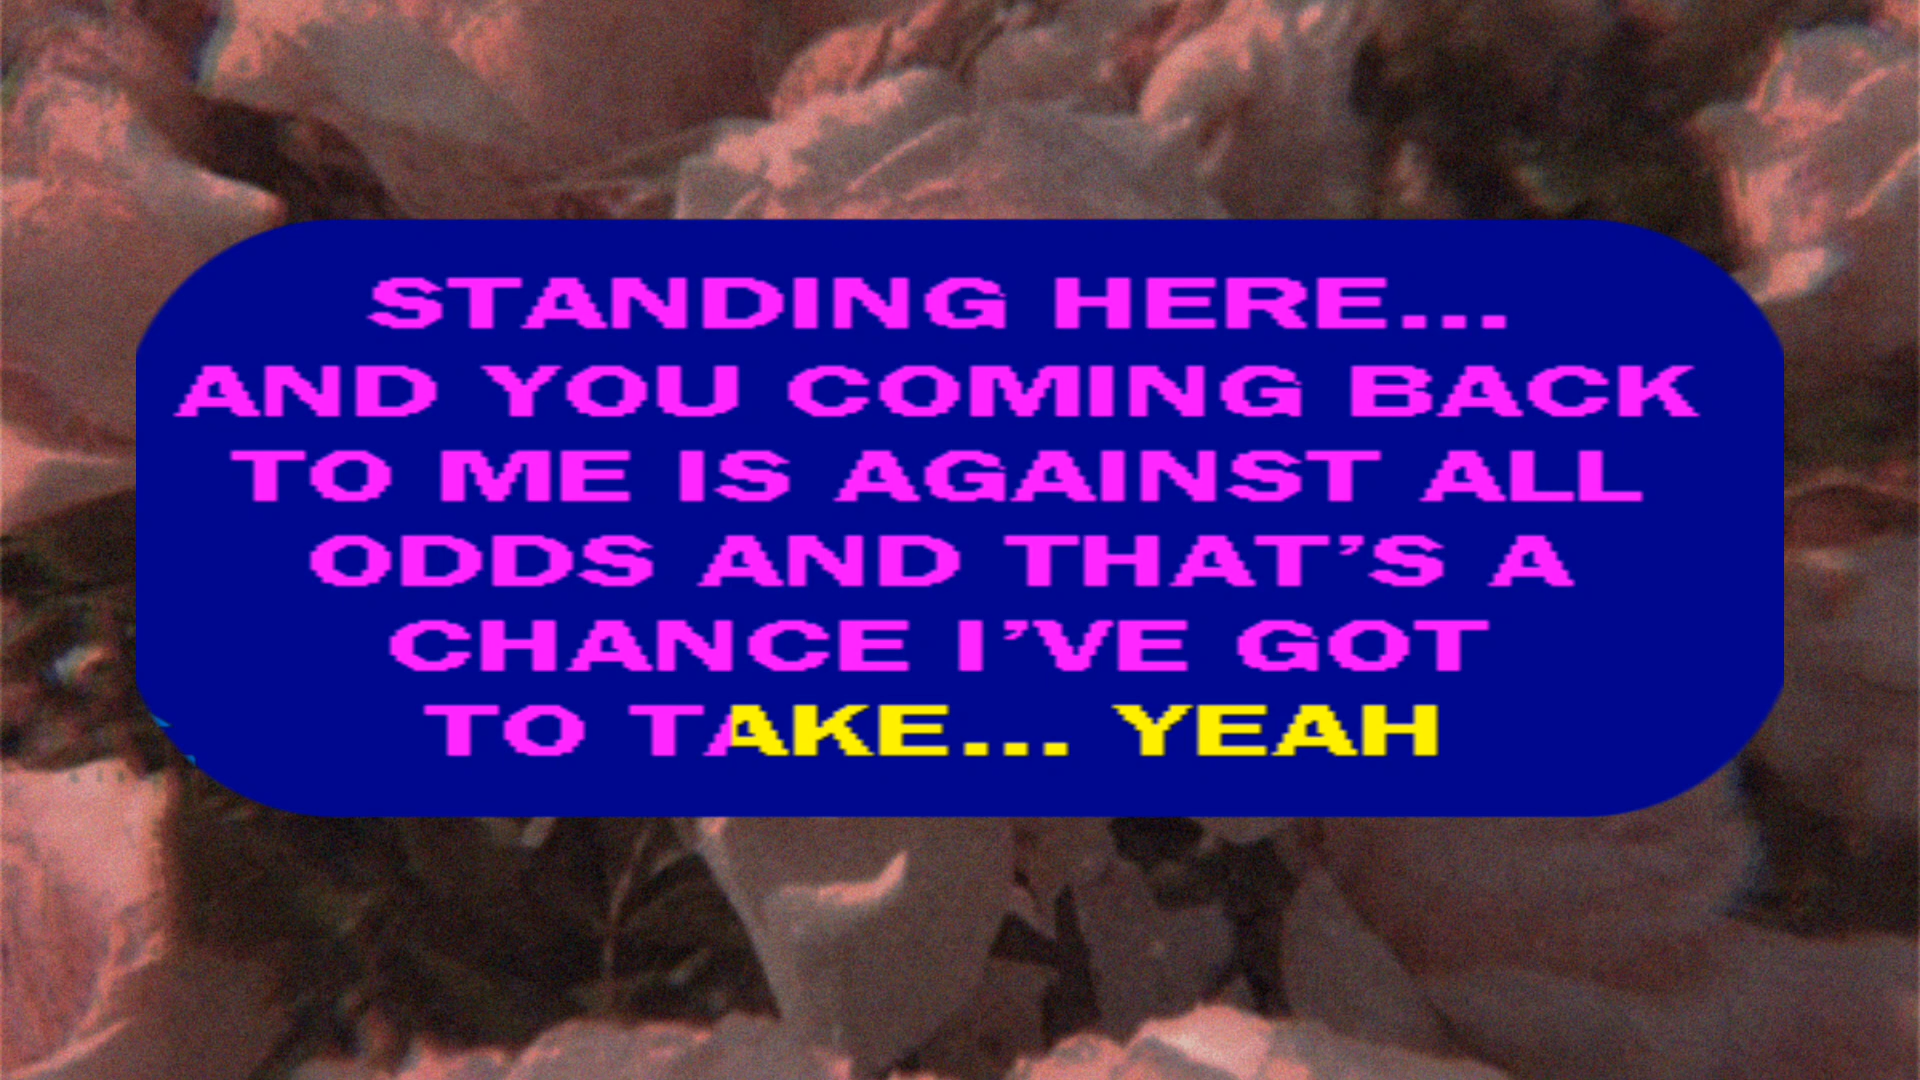 STANDING HERE...
AND YOU COMING BACK
TO ME IS AGAINST ALL
ODDS AND THAT’S A
CHANCE I’VE GOT
TO TAKE... YEAH